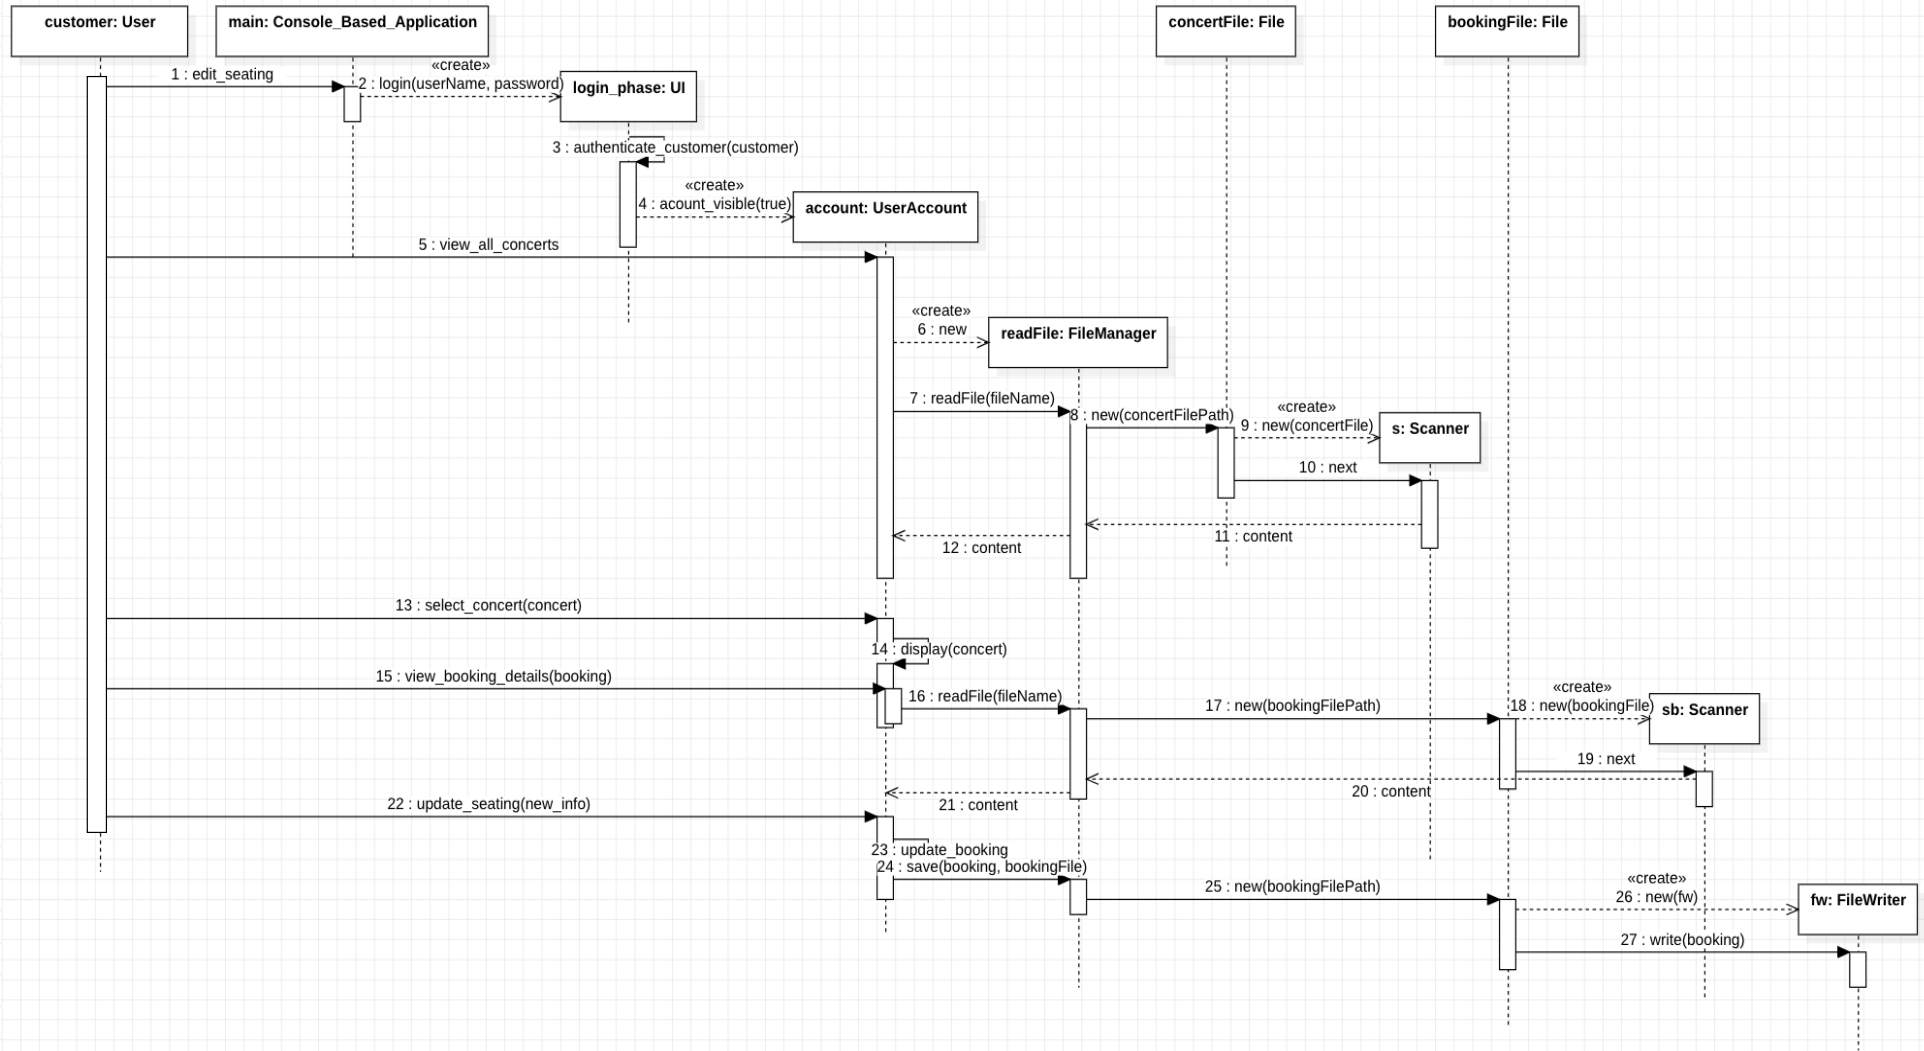 customer: User
main: Console_Based_Application
concertFile: File
bookingFile: File
1 : edit_seating
«create»
2 : login(userName, password)
login_phase: UI
3 : authenticate_customer(customer)
«create»
4 : acount_visible(true)
account: UserAccount
5 : view_all_concerts
«create»
6 : new
readFile: FileManager
7 : readFile(fileName)
8 : new(concertFilePath)
«create»
9 : new(concertFile)
s: Scanner
10 : next
11 : content
12 : content
13 : select_concert(concert)
14 : display(concert)
15 : view_booking_details(booking)
16 : readFile(fileName)
17 : new(bookingFilePath)
«create»
18 : new(bookingFile)
sb: Scanner
19 : next
20 : content
21 : content
22 : update_seating(new_info)
23 : update_booking
24 : save(booking, bookingFile)
25 : new(bookingFilePath)
«create»
26 : new(fw)
fw: FileWriter
27 : write(booking)